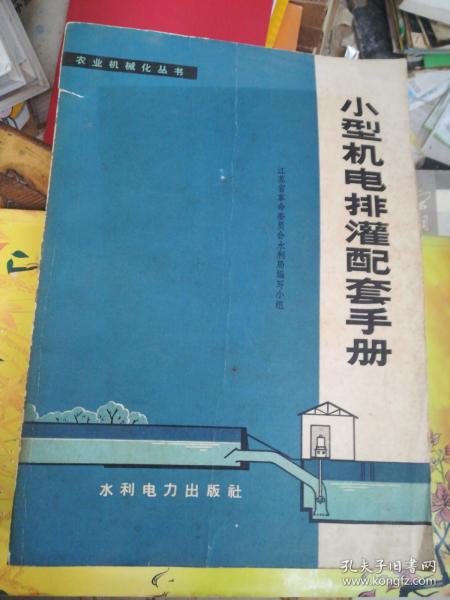 农业机械化丛书
小型机电排灌配套手册
江苏省革命委员会水利局编写小组
水利电力出版社
孔夫子旧书网
www.kongfz.com